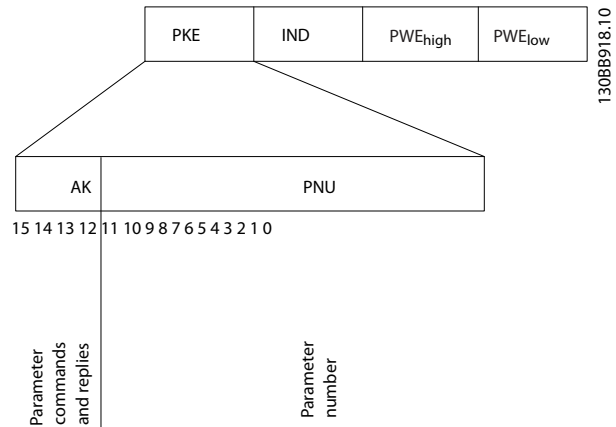 PKE IND PWEhigh PWElow
130BB918.10
AK PNU
15 14 13 12 11 10 9 8 7 6 5 4 3 2 1 0
Parameter
commands
and replies
Parameter
number